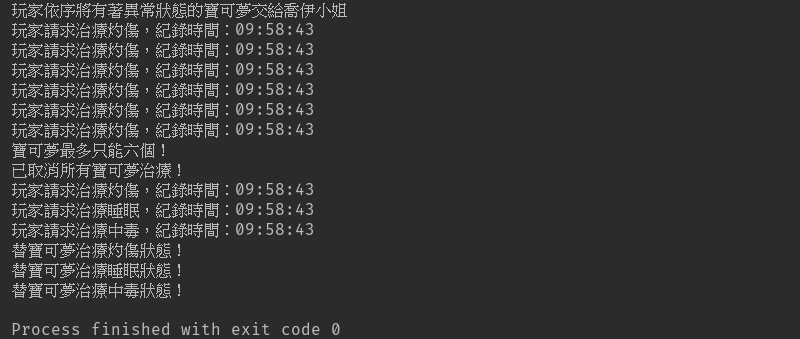 玩家依序將有著異常狀態的寶可夢交給喬伊小姐
玩家請求治療灼傷，紀錄時間：09:58:43
玩家請求治療灼傷，紀錄時間：09:58:43
玩家請求治療灼傷，紀錄時間：09:58:43
玩家請求治療灼傷，紀錄時間：09:58:43
玩家請求治療灼傷，紀錄時間：09:58:43
玩家請求治療灼傷，紀錄時間：09:58:43
寶可夢最多只能六個！
已取消所有寶可夢治療！
玩家請求治療灼傷，紀錄時間：09:58:43
玩家請求治療睡眠，紀錄時間：09:58:43
玩家請求治療中毒，紀錄時間：09:58:43
替寶可夢治療灼傷狀態！
替寶可夢治療睡眠狀態！
替寶可夢治療中毒狀態！
Process finished with exit code 0